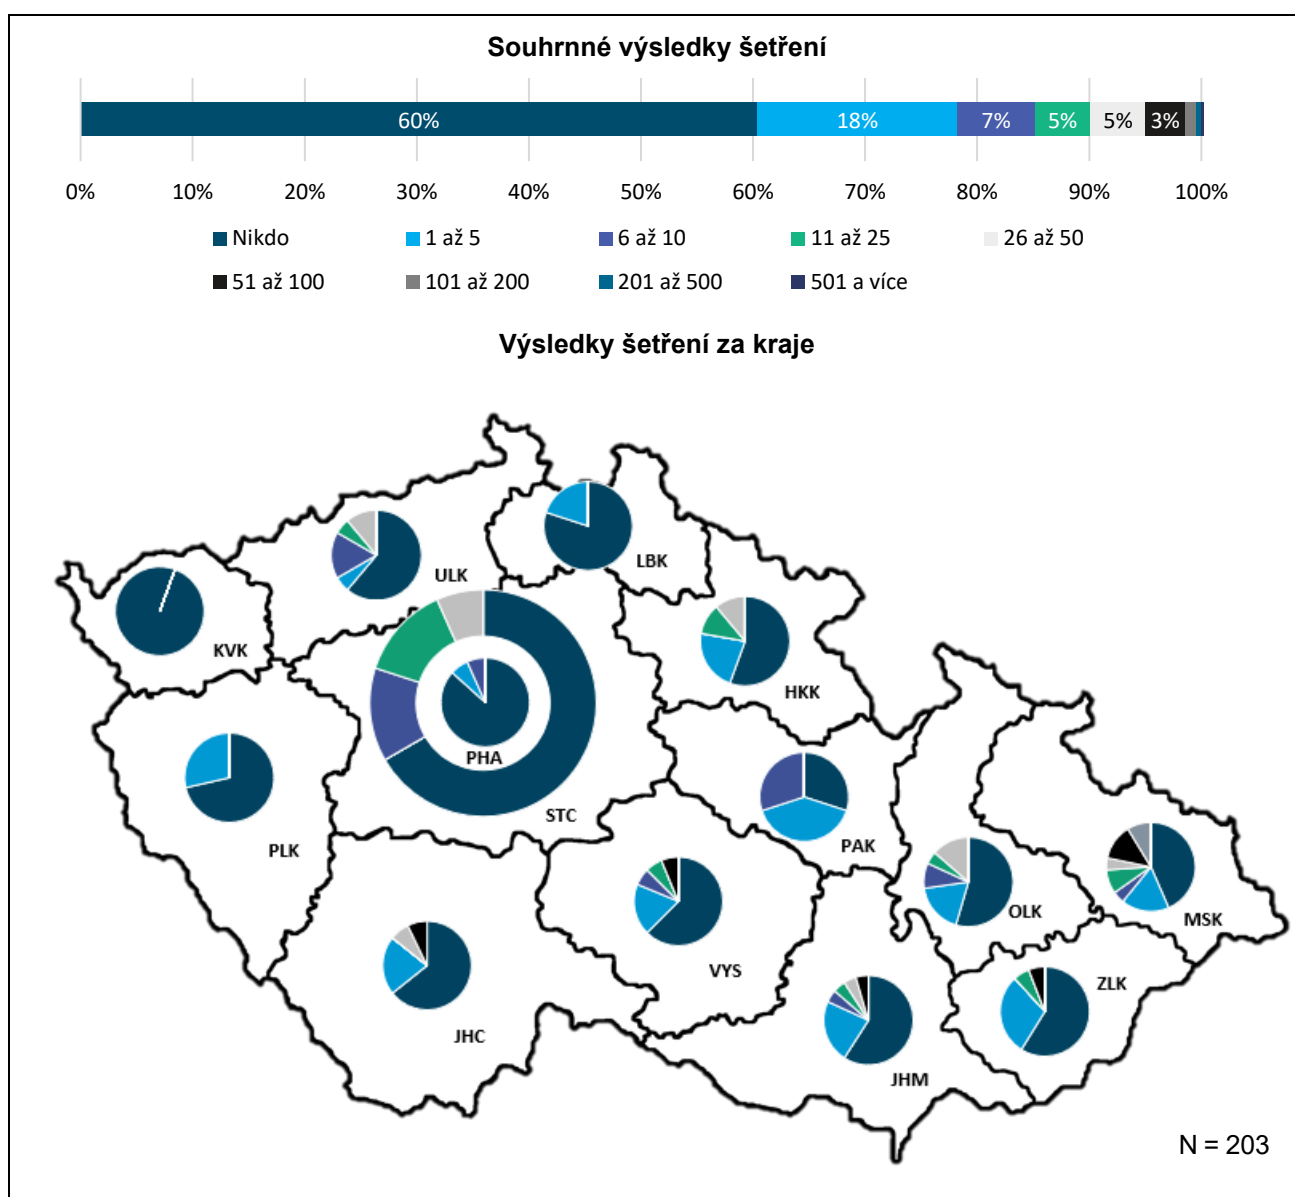 Souhrnné výsledky šetření
60% 18% 7% 5% 5% 3%
0% 10% 20% 30% 40% 50% 60% 70% 80% 90% 100%
Nikdo 1 až 5 6 až 10 11 až 25 26 až 50
51 až 100 101 až 200 201 až 500 501 a více
Výsledky šetření za kraje
LBK
ULK
KVK
HKK
PHA
STC
PLK
PAK
OLK
MSK
VYS
ZLK
JHC
JHM
N = 203